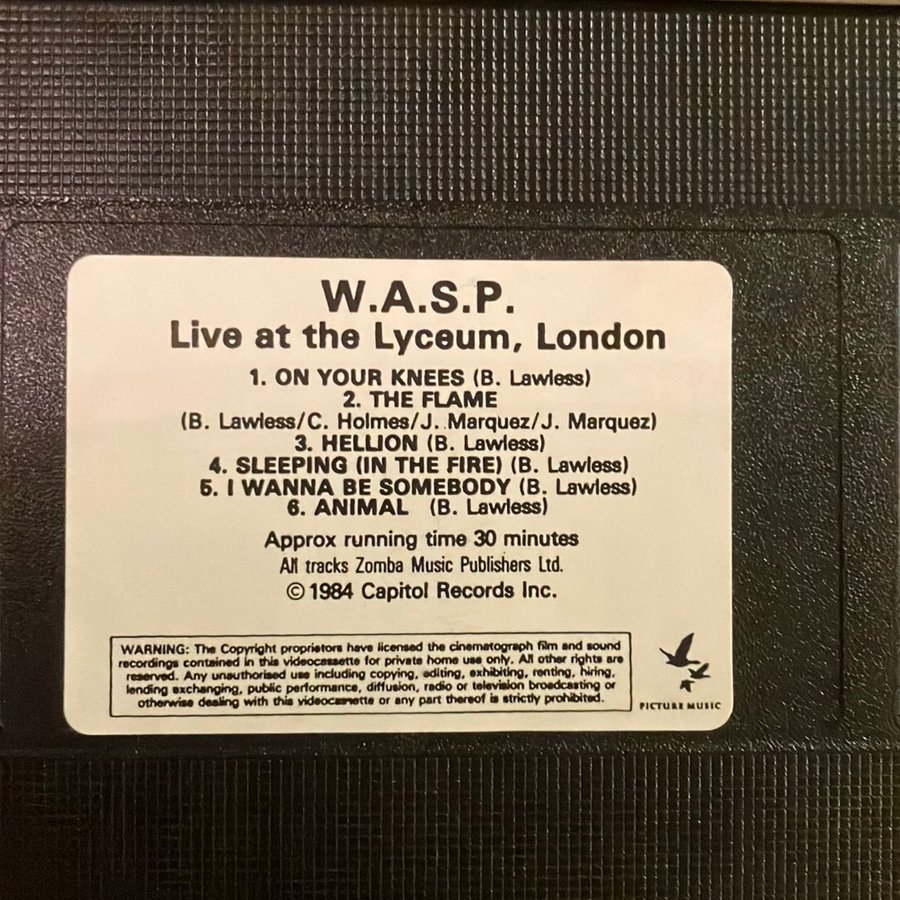 W.A.S.P.
Live at the Lyceum, London
1. ON YOUR KNEES (B. Lawless)
2. THE FLAME
(B. Lawless/C. Holmes/J. Marquez/J. Marquez)
3. HELLION (B. Lawless)
4. SLEEPING (IN THE FIRE) (B. Lawless)
5. I WANNA BE SOMEBODY (B. Lawless)
6. ANIMAL (B. Lawless)
Approx running time 30 minutes
All tracks Zomba Music Publishers Ltd.
© 1984 Capitol Records Inc.
WARNING: The Copyright proprietors have licensed the cinematograph film and sound
recordings contained in this videocassette for private home use only. All other rights are
reserved. Any unauthorised use including copying, editing, exhibiting, renting, hiring,
lending exchanging, public performance, diffusion, radio or television broadcasting or
otherwise dealing with this videocassette or any part thereof is strictly prohibited.
PICTURE MUSIC